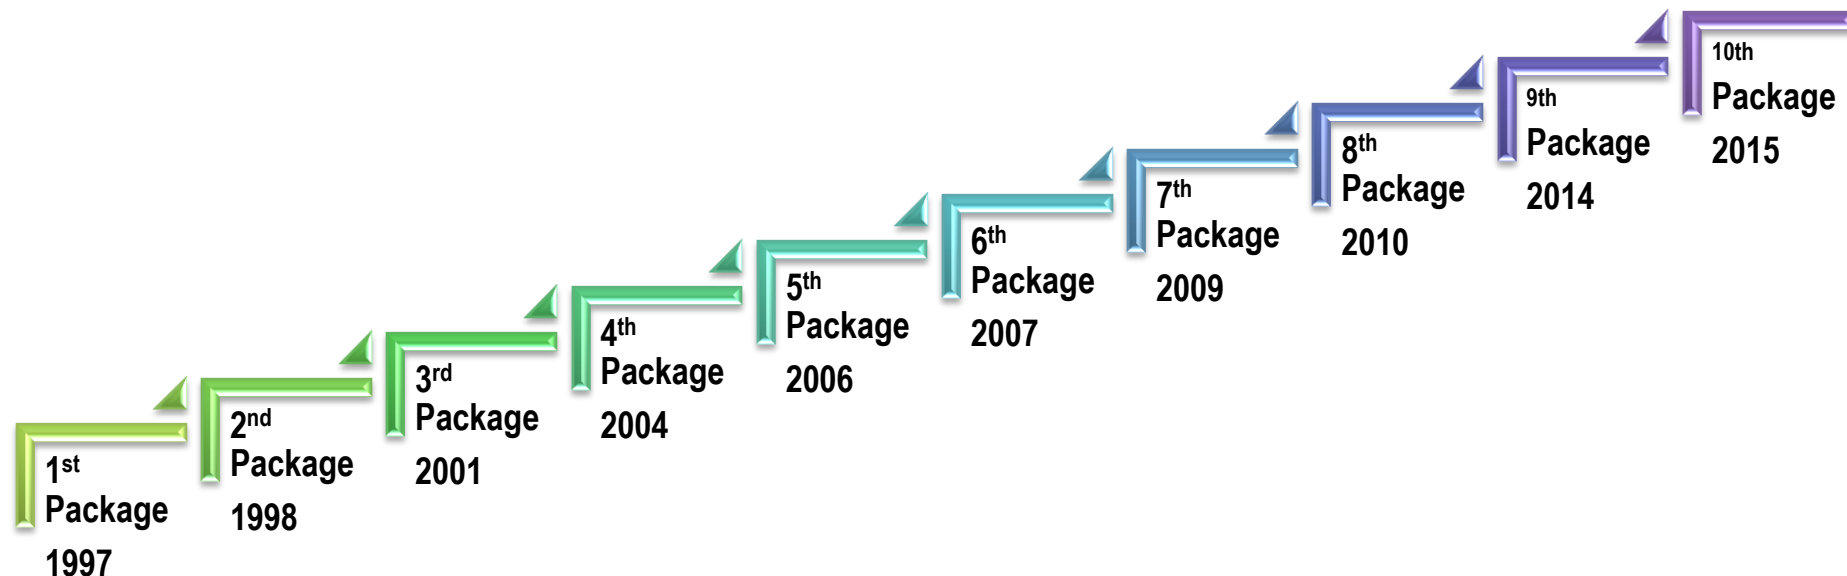 1st
Package
1997
2nd
Package
1998
3rd
Package
2001
4th
Package
2004
5th
Package
2006
6th
Package
2007
7th
Package
2009
8th
Package
2010
9th
Package
2014
10th
Package
2015